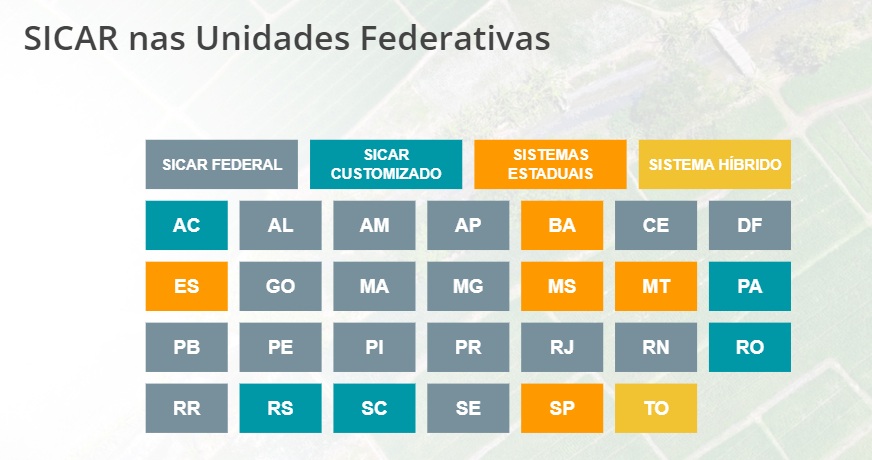 SICAR nas Unidades Federativas
SICAR FEDERAL
SICAR
CUSTOMIZADO
SISTEMAS
ESTADUAIS
SISTEMA HÍBRIDO
AC AL AM AP BA CE DF
ES GO MA MG MS MT PA
PB PE PI PR RJ RN RO
RR RS SC SE SP TO